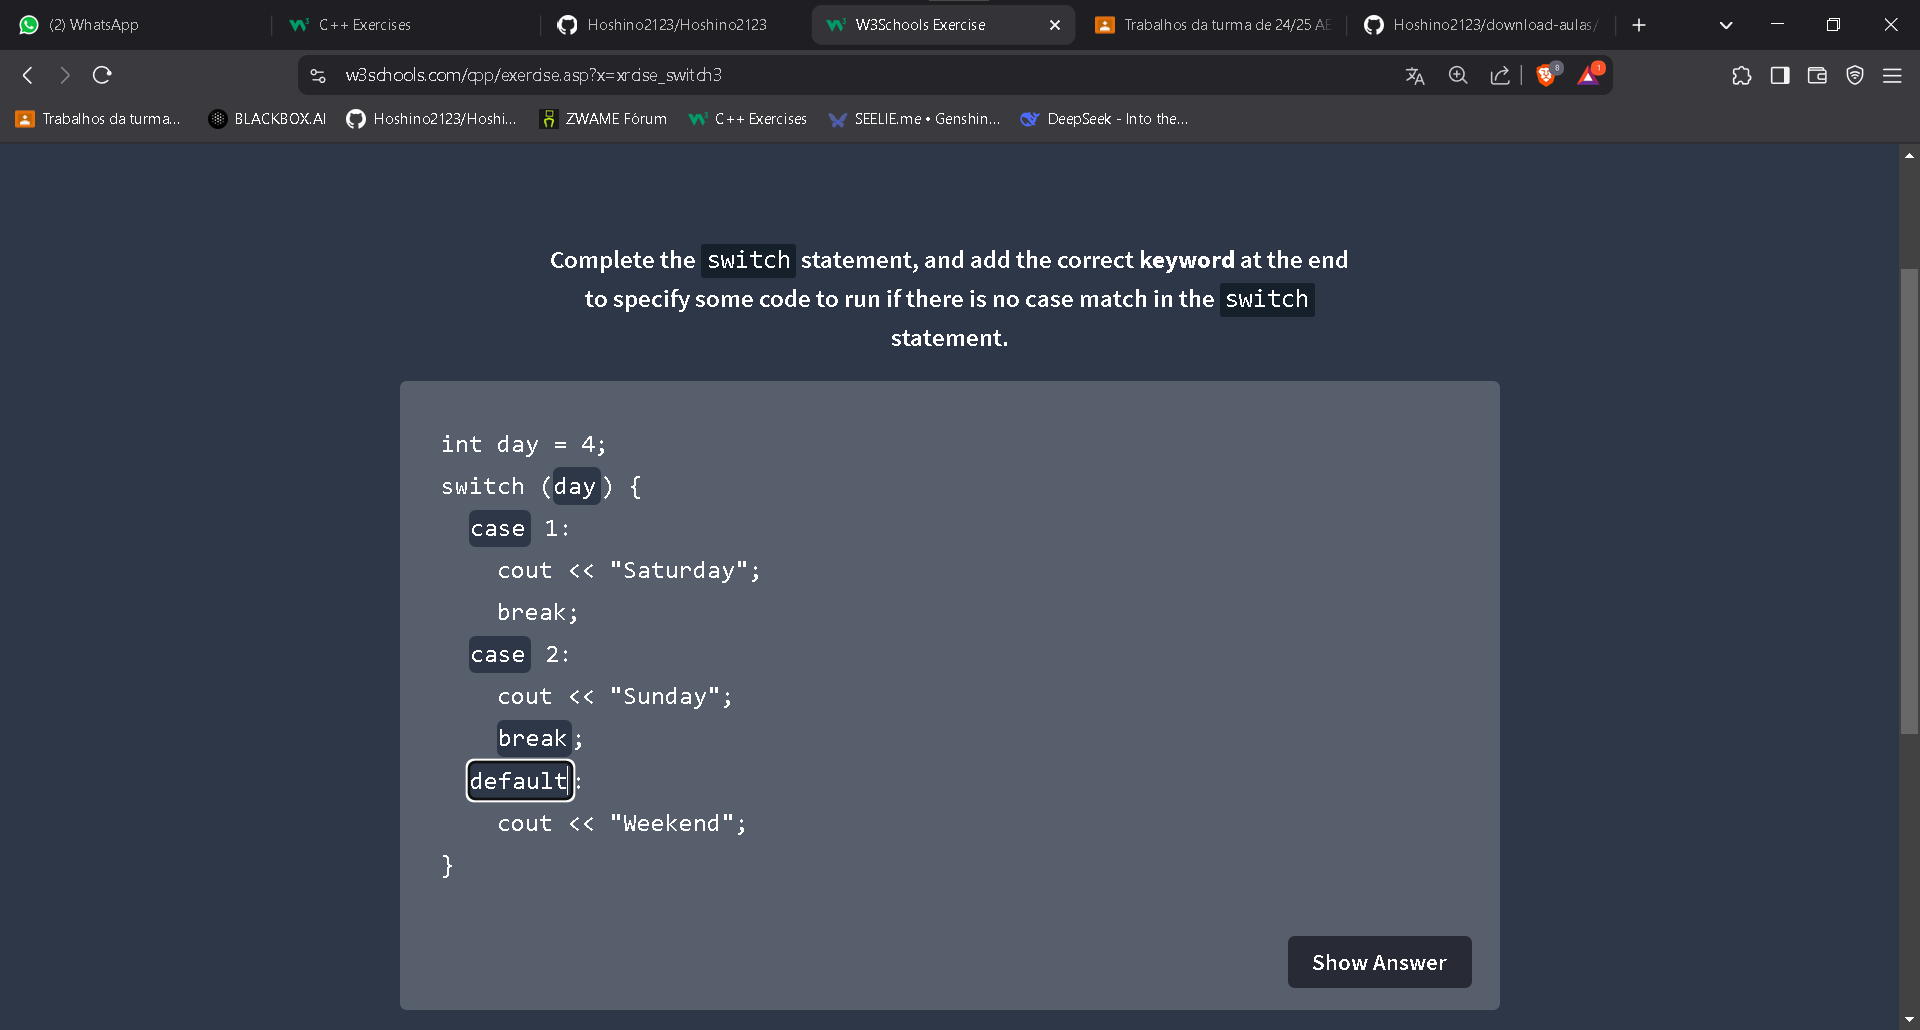 (2) WhatsApp
C++ Exercises
Hoshino2123/Hoshino2123
W3Schools Exercise
Trabalhos da turma de 24/25 AE
Hoshino2123/download-aulas/
w3schools.com/cpp/exercise.asp?x=xrcise_switch3
8
1
Trabalhos da turma...
BLACKBOX.AI
Hoshino2123/Hoshi...
ZWAME Fórum
C++ Exercises
SEELIE.me • Genshin...
DeepSeek - Into the...
Complete the switch statement, and add the correct keyword at the end
to specify some code to run if there is no case match in the switch
statement.
int day = 4;
switch (day) {
case 1:
cout << "Saturday";
break;
case 2:
cout << "Sunday";
break;
default:
cout << "Weekend";
}
Show Answer